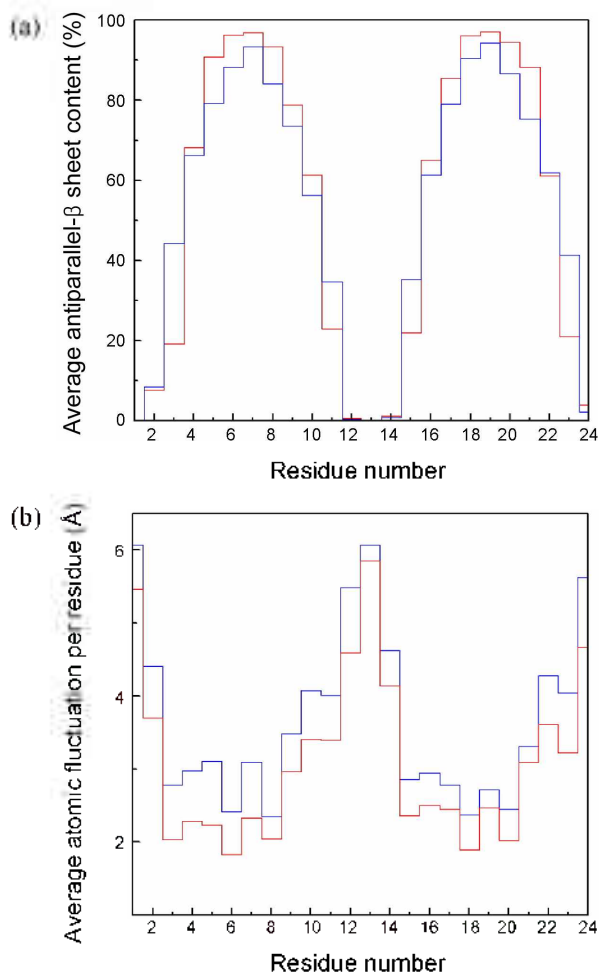 (a)
Average antiparallel-β sheet content (%)
100
80
60
40
20
0
2 4 6 8 10 12 14 16 18 20 22 24
Residue number
(b)
Average atomic fluctuation per residue (Å)
6
4
2
2 4 6 8 10 12 14 16 18 20 22 24
Residue number